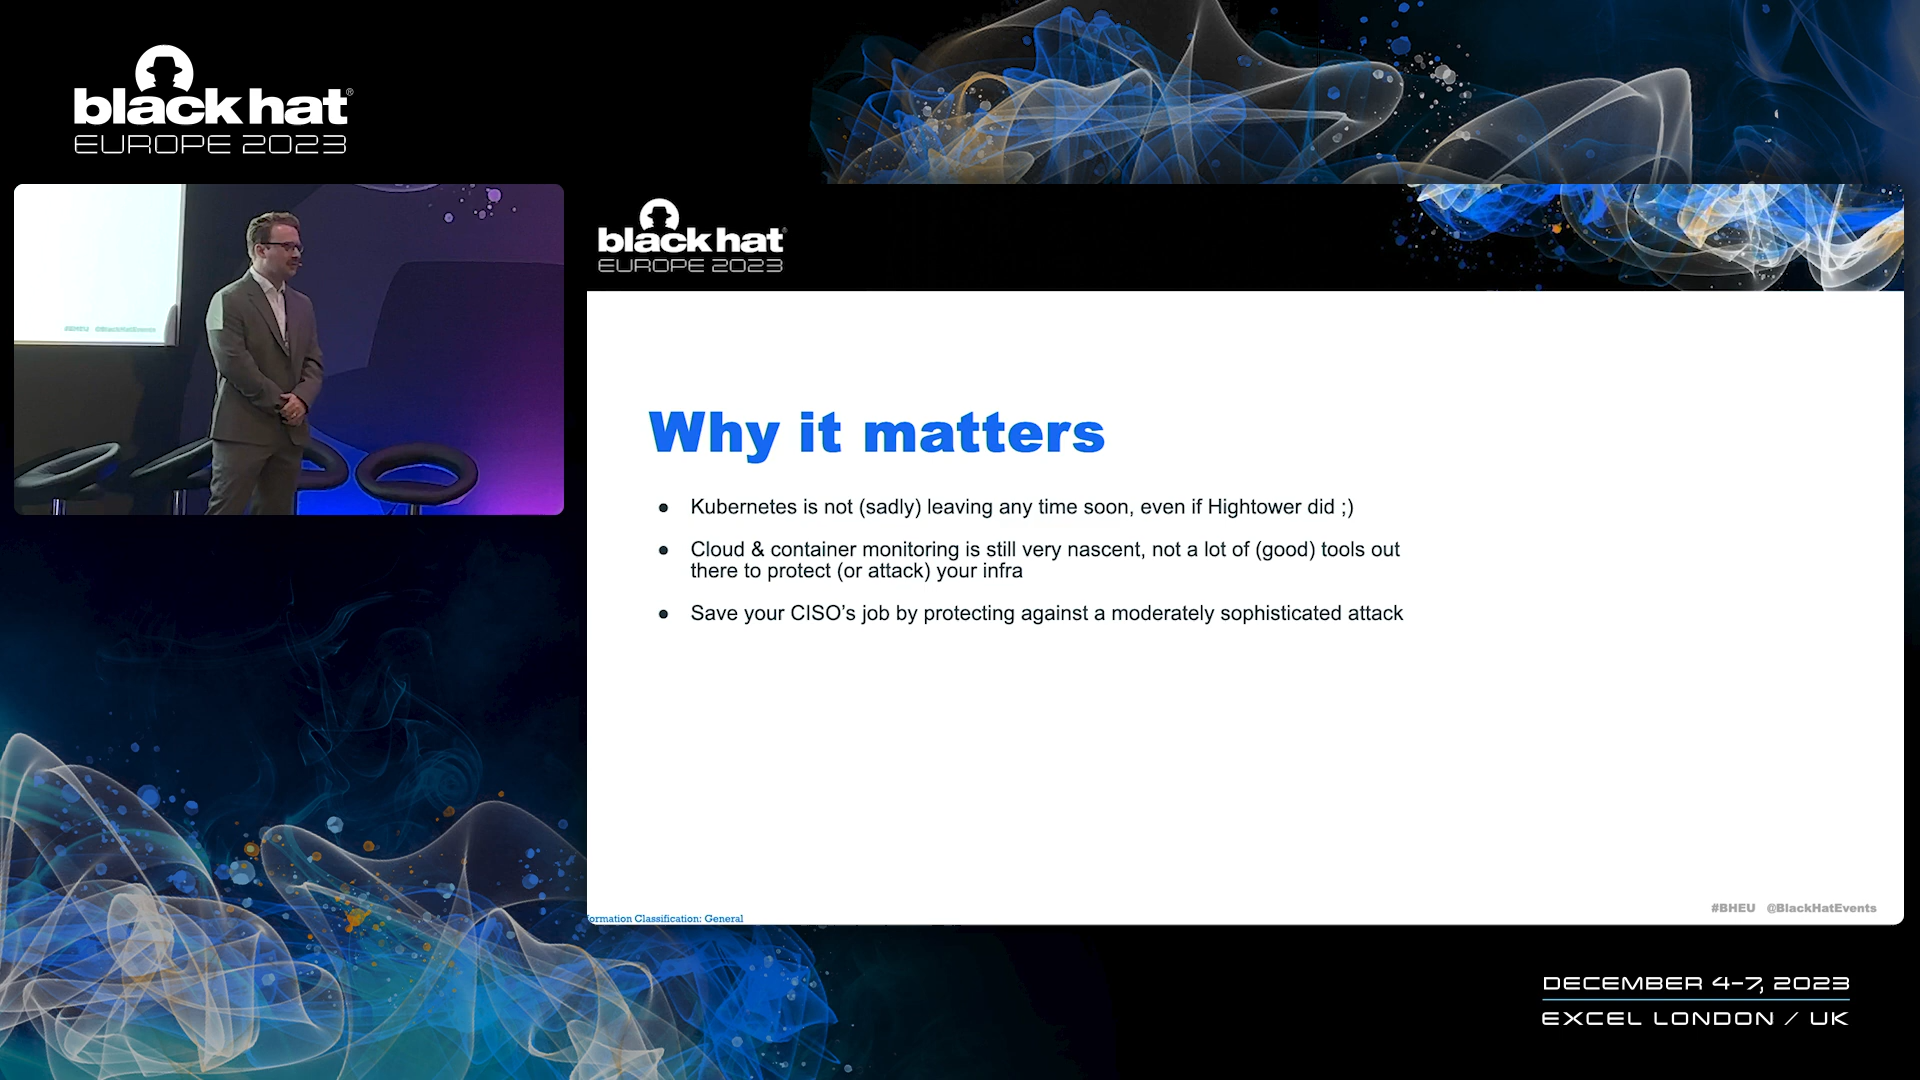 black hat®
EUROPE 2023
#BHEU @BlackHatEvents
black hat®
EUROPE 2023
Why it matters
● Kubernetes is not (sadly) leaving any time soon, even if Hightower did ;)
● Cloud & container monitoring is still very nascent, not a lot of (good) tools out
there to protect (or attack) your infra
● Save your CISO’s job by protecting against a moderately sophisticated attack
ormation Classification: General
#BHEU @BlackHatEvents
DECEMBER 4-7, 2023
EXCEL LONDON / UK